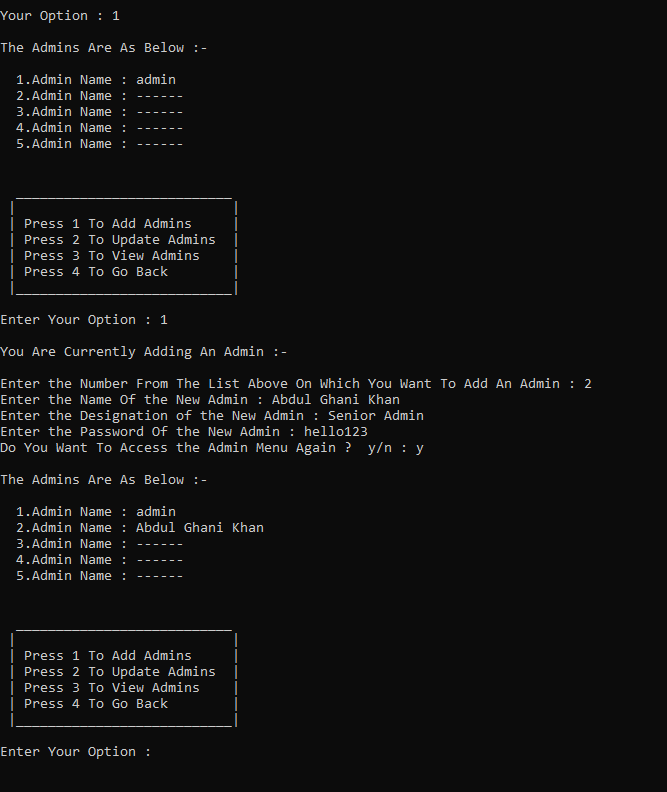 Your Option : 1
The Admins Are As Below :-
1.Admin Name : admin
2.Admin Name : ------
3.Admin Name : ------
4.Admin Name : ------
5.Admin Name : ------
___________________________
|                           |
| Press 1 To Add Admins     |
| Press 2 To Update Admins  |
| Press 3 To View Admins    |
| Press 4 To Go Back        |
|___________________________|
Enter Your Option : 1
You Are Currently Adding An Admin :-
Enter the Number From The List Above On Which You Want To Add An Admin : 2
Enter the Name Of the New Admin : Abdul Ghani Khan
Enter the Designation of the New Admin : Senior Admin
Enter the Password Of the New Admin : hello123
Do You Want To Access the Admin Menu Again ?  y/n : y
The Admins Are As Below :-
1.Admin Name : admin
2.Admin Name : Abdul Ghani Khan
3.Admin Name : ------
4.Admin Name : ------
5.Admin Name : ------
___________________________
|                           |
| Press 1 To Add Admins     |
| Press 2 To Update Admins  |
| Press 3 To View Admins    |
| Press 4 To Go Back        |
|___________________________|
Enter Your Option :